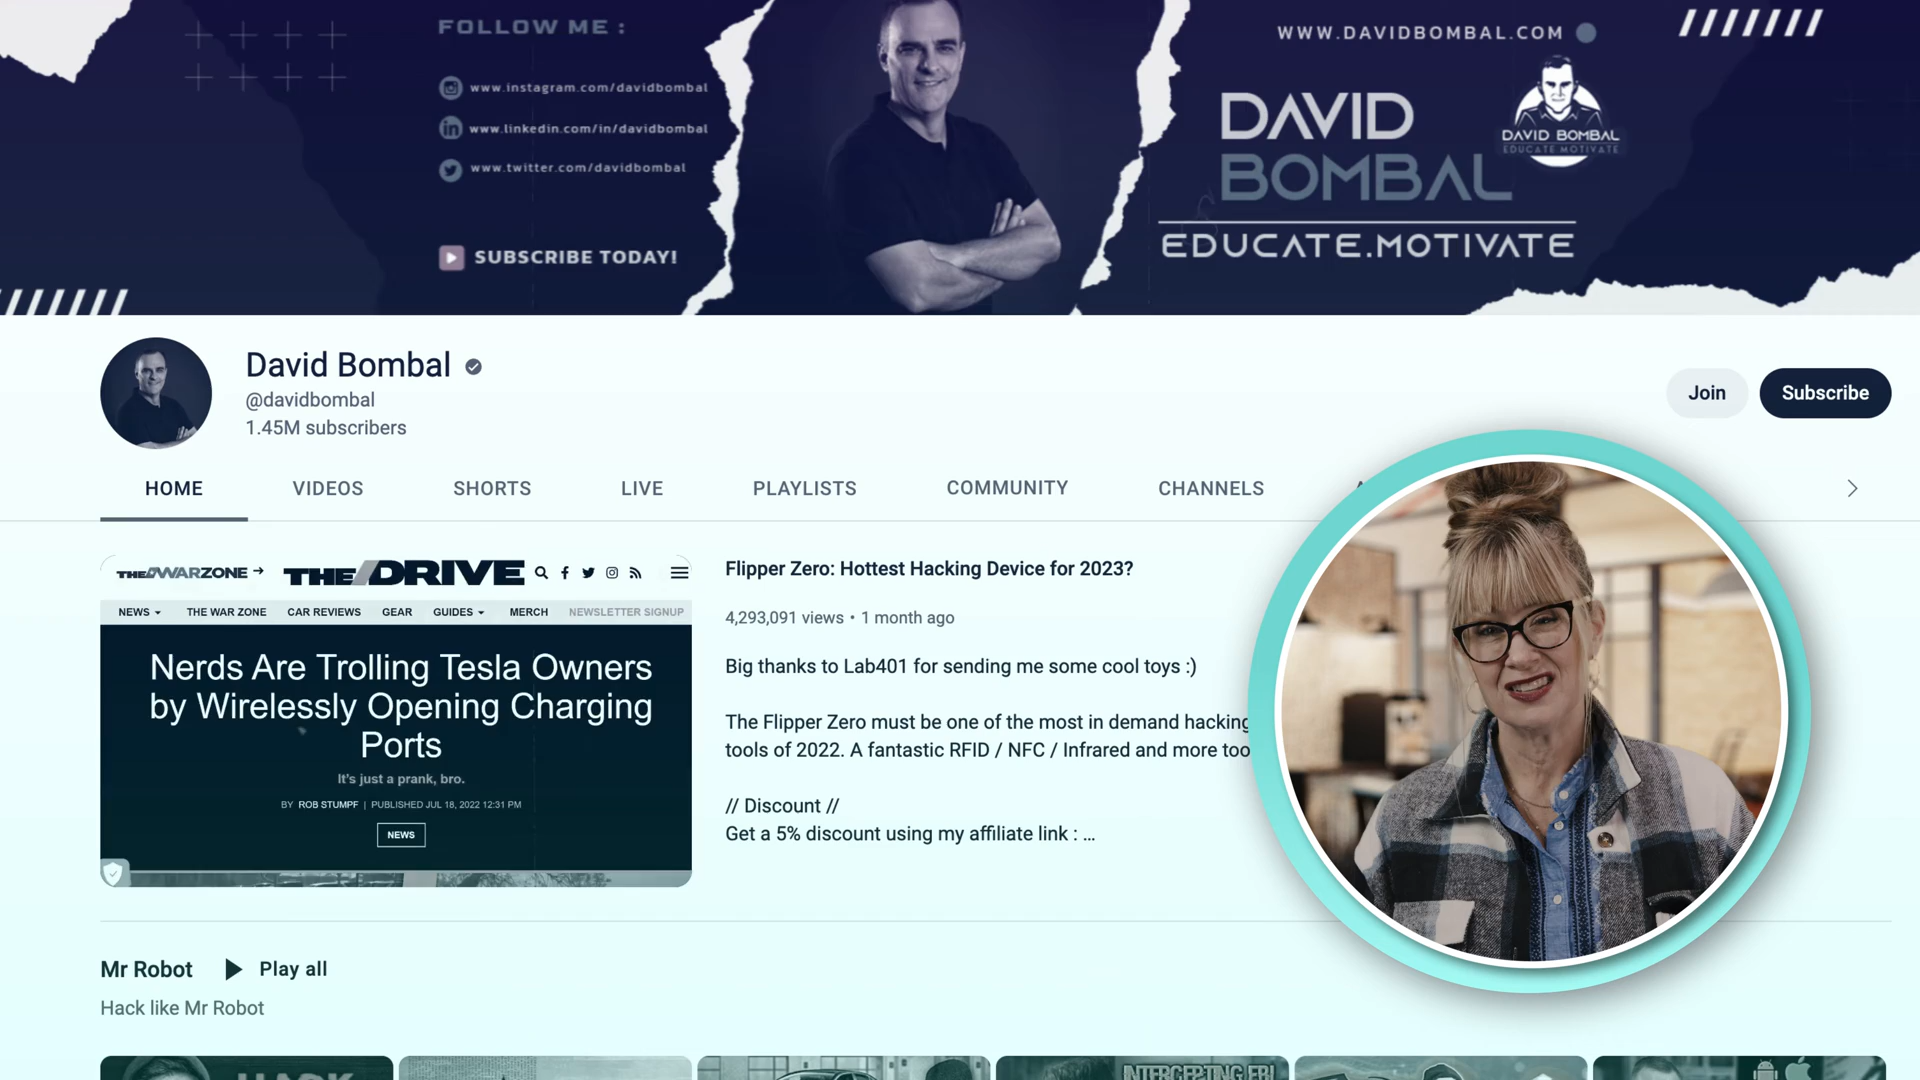 FOLLOW ME :
www.instagram.com/davidbombal
www.linkedin.com/in/davidbombal
www.twitter.com/davidbombal
SUBSCRIBE TODAY!
WWW.DAVIDBOMBAL.COM
DAVID
BOMBAL
EDUCATE.MOTIVATE
DAVID BOMBAL
EDUCATE MOTIVATE
David Bombal
@davidbombal
1.45M subscribers
Join
Subscribe
HOME
VIDEOS
SHORTS
LIVE
PLAYLISTS
COMMUNITY
CHANNELS
THE WARZONE
THE DRIVE
NEWS
THE WAR ZONE
CAR REVIEWS
GEAR
GUIDES
MERCH
NEWSLETTER SIGNUP
Nerds Are Trolling Tesla Owners
by Wirelessly Opening Charging
Ports
It's just a prank, bro.
BY ROB STUMPF | PUBLISHED JUL 18, 2022 12:31 PM
NEWS
Flipper Zero: Hottest Hacking Device for 2023?
4,293,091 views • 1 month ago
Big thanks to Lab401 for sending me some cool toys :)
The Flipper Zero must be one of the most in demand hacking
tools of 2022. A fantastic RFID / NFC / Infrared and more too
// Discount //
Get a 5% discount using my affiliate link : ...
Mr Robot
Play all
Hack like Mr Robot